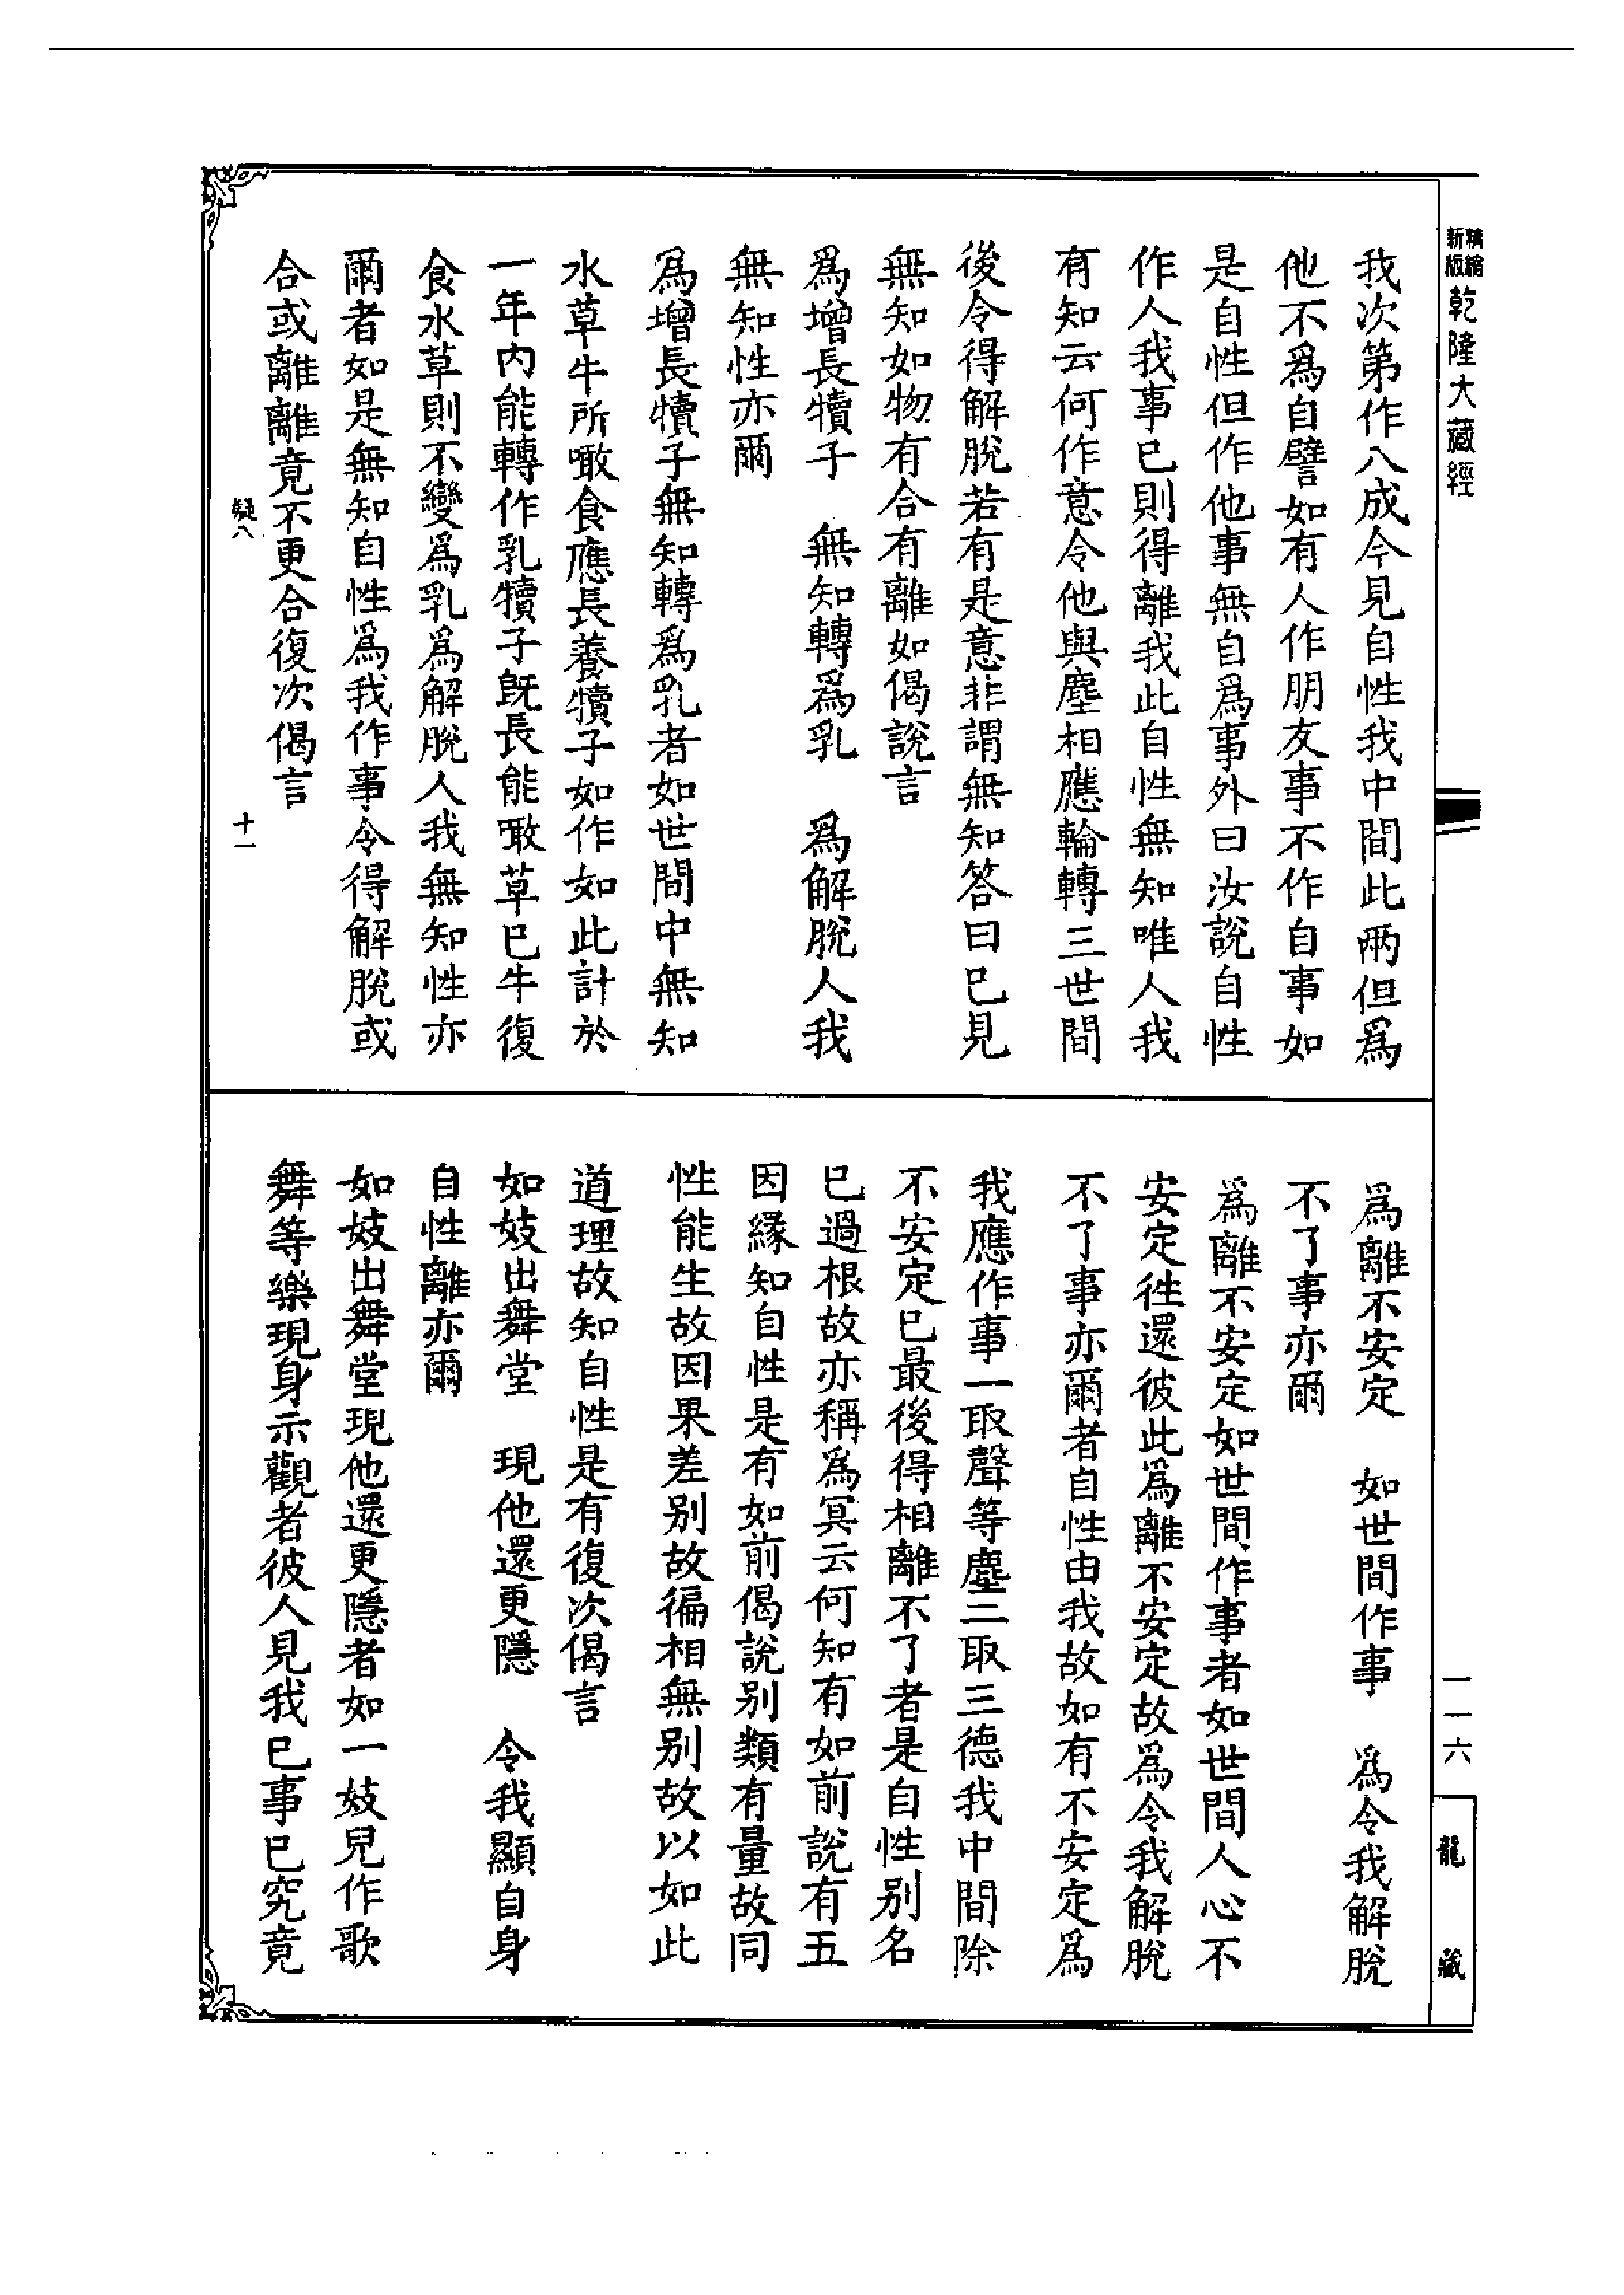 新版精縮乾隆大藏經
我次第作八成今見自性我中間此兩但爲
他不爲自譬如有人作朋友事不作自事如
是自性但作他事無自爲事外曰汝說自性
作人我事已則得離我此自性無知唯人我
有知云何作意令他與塵相應輪轉三世間
後令得解脫若有是意非謂無知答曰已見
無知如物有合有離如偈說言
爲增長犢子　無知轉爲乳　爲解脫人我
無知性亦爾
爲增長犢子無知轉爲乳者如世間中無知
水草牛所噉食應長養犢子如作如此計於
一年內能轉作乳犢子旣長能噉草已牛復
食水草則不變爲乳爲解脫人我無知性亦
爾者如是無知自性爲我作事令得解脫或
合或離離竟不更合復次偈言
疑八　十一
爲離不安定　如世間作事　爲令我解脫
不了事亦爾
爲離不安定如世間作事者如世間人心不
安定徃還彼此爲離不安定故爲令我解脫
不了事亦爾者自性由我故如有不安定爲
我應作事一取聲等塵二取三德我中間除
不安定已最後得相離不了者是自性別名
已過根故亦稱爲冥云何知有如前說有五
因緣知自性是有如前偈說別類有量故同
性能生故因果差別故徧相無別故以如此
道理故知自性是有復次偈言
如妓出舞堂　現他還更隱　令我顯自身
自性離亦爾
如妓出舞堂現他還更隱者如一妓兒作歌
舞等樂現身示觀者彼人見我已事已究竟
一一六
龍藏